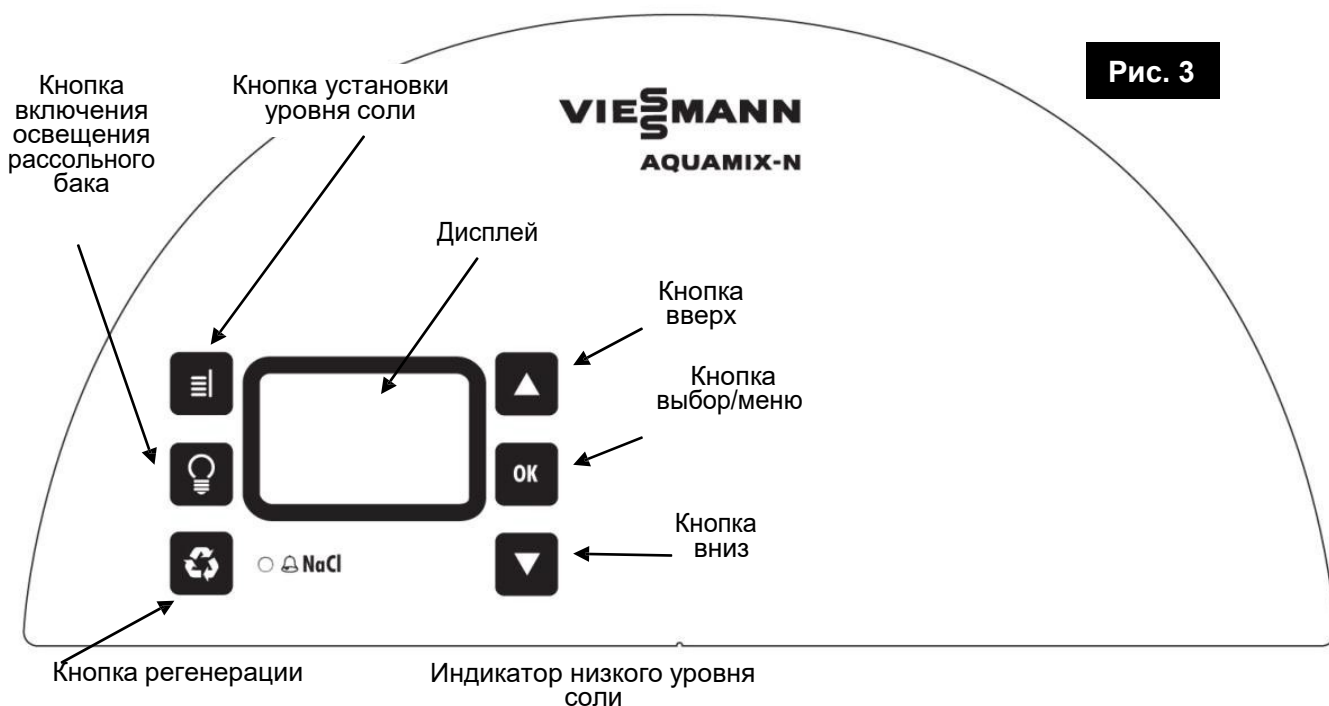 Рис. 3
Кнопка
включения
освещения
рассольного
бака
Кнопка установки
уровня соли
VIESSMANN
AQUAMIX-N
Дисплей
Кнопка
вверх
Кнопка
выбор/меню
OK
Кнопка
вниз
NaCl
Кнопка регенерации
Индикатор низкого уровня
соли